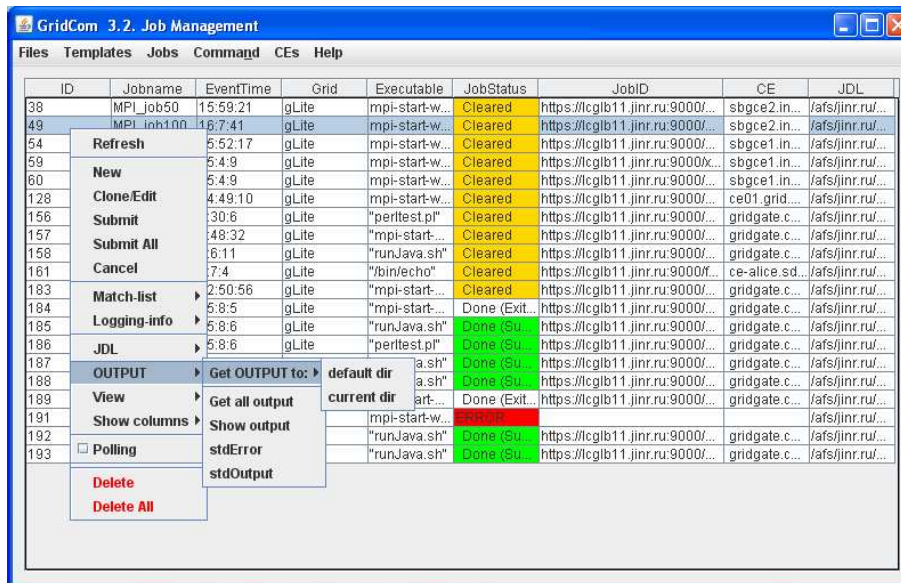 GridCom 3.2. Job Management
Files Templates Jobs Command CEs Help
ID Jobname EventTime Grid Executable JobStatus JobID CE JDL
38 MPI_job50 15:59:21 gLite mpi-start-w... Cleared https://lcglb11.jinr.ru:9000/... sbgce2.in... /afs/jinr.ru/...
49 MPI_job100 16:7:41 gLite mpi-start-w... Cleared https://lcglb11.jinr.ru:9000/... sbgce2.in... /afs/jinr.ru/...
54 Refresh 5:52:17 gLite mpi-start-w... Cleared https://lcglb11.jinr.ru:9000/... sbgce1.in... /afs/jinr.ru/...
59 New 5:4:9 gLite mpi-start-w... Cleared https://lcglb11.jinr.ru:9000/x... sbgce1.in... /afs/jinr.ru/...
60 5:4:9 gLite mpi-start-w... Cleared https://lcglb11.jinr.ru:9000/... sbgce1.in... /afs/jinr.ru/...
128 Clone/Edit 4:49:10 gLite mpi-start-w... Cleared https://lcglb11.jinr.ru:9000/... ce01.grid.... /afs/jinr.ru/...
156 Submit :30:6 gLite "perltest.pl" Cleared https://lcglb11.jinr.ru:9000/... gridgate.c... /afs/jinr.ru/...
157 Submit All :48:32 gLite "mpi-start-... Cleared https://lcglb11.jinr.ru:9000/... gridgate.c... /afs/jinr.ru/...
158 :6:11 gLite "runJava.sh" Cleared https://lcglb11.jinr.ru:9000/... gridgate.c... /afs/jinr.ru/...
161 Cancel :7:4 gLite "/bin/echo" Cleared https://lcglb11.jinr.ru:9000/f... ce-alice.sd... /afs/jinr.ru/...
183 Match-list 2:50:56 gLite "mpi-start-... Cleared https://lcglb11.jinr.ru:9000/... gridgate.c... /afs/jinr.ru/...
184 Logging-info 5:8:5 gLite "mpi-start-... Done (Exit... https://lcglb11.jinr.ru:9000/... gridgate.c... /afs/jinr.ru/...
185 5:8:6 gLite "runJava.sh" Done (Su... https://lcglb11.jinr.ru:9000/... gridgate.c... /afs/jinr.ru/...
186 JDL 5:8:6 gLite "perltest.pl" Done (Su... https://lcglb11.jinr.ru:9000/... gridgate.c... /afs/jinr.ru/...
187 OUTPUT Get OUTPUT to: default dir a.sh" Done (Su... https://lcglb11.jinr.ru:9000/... gridgate.c... /afs/jinr.ru/...
188 a.sh" Done (Su... https://lcglb11.jinr.ru:9000/... gridgate.c... /afs/jinr.ru/...
189 View Get all output current dir art-... Done (Exit... https://lcglb11.jinr.ru:9000/... gridgate.c... /afs/jinr.ru/...
191 Show columns Show output mpi-start-w... ERROR /afs/jinr.ru/...
192 "runJava.sh" Done (Su... https://lcglb11.jinr.ru:9000/... gridgate.c... /afs/jinr.ru/...
193 Polling stdError "runJava.sh" Done (Su... https://lcglb11.jinr.ru:9000/... gridgate.c... /afs/jinr.ru/...
stdOutput
Delete
Delete All